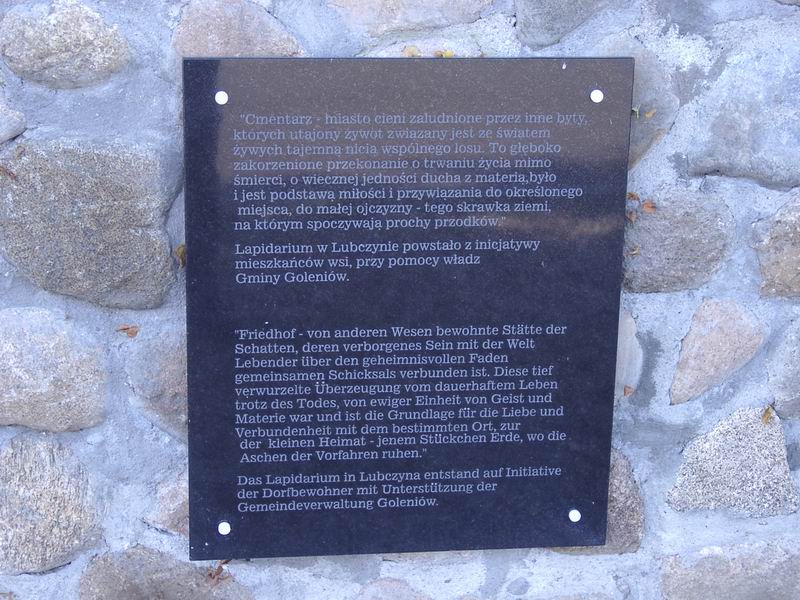 "Cmentarz - miasto cieni zaludnione przez inne byty,
których utajony żywot związany jest ze światem
żywych tajemną nicią wspólnego losu. To głęboko
zakorzenione przekonanie o trwaniu życia mimo
śmierci, o wiecznej jedności ducha z materią,było
i jest podstawą miłości i przywiązania do określonego
miejsca, do małej ojczyzny - tego skrawka ziemi,
na którym spoczywają prochy przodków."
Lapidarium w Lubczynie powstało z inicjatywy
mieszkańców wsi, przy pomocy władz
Gminy Goleniów.
"Friedhof - von anderen Wesen bewohnte Stätte der
Schatten, deren verborgenes Sein mit der Welt
Lebender über den geheimnisvollen Faden
gemeinsamen Schicksals verbunden ist. Diese tief
verwurzelte Überzeugung vom dauerhaftem Leben
trotz des Todes, von ewiger Einheit von Geist und
Materie war und ist die Grundlage für die Liebe und
Verbundenheit mit dem bestimmten Ort, zur
der kleinen Heimat - jenem Stückchen Erde, wo die
Aschen der Vorfahren ruhen."
Das Lapidarium in Lubczyna entstand auf Initiative
der Dorfbewohner mit Unterstützung der
Gemeindeverwaltung Goleniów.